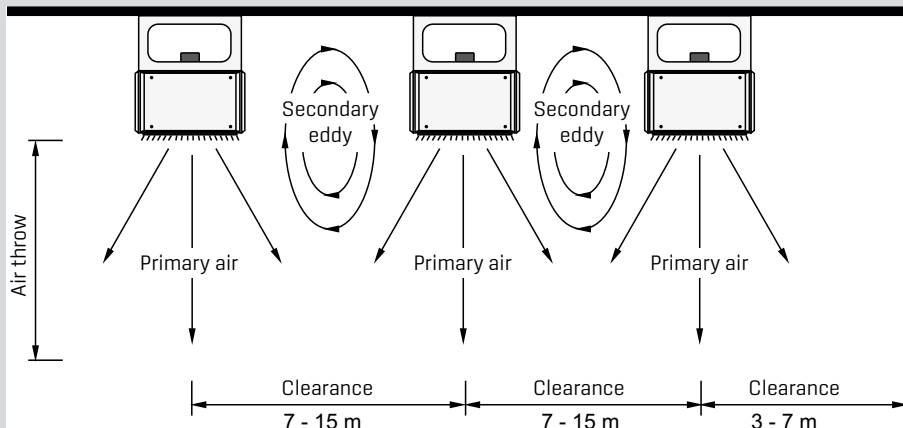 Secondary
eddy
Secondary
eddy
Air throw
Primary air
Primary air
Primary air
Clearance
7 - 15 m
Clearance
7 - 15 m
Clearance
3 - 7 m